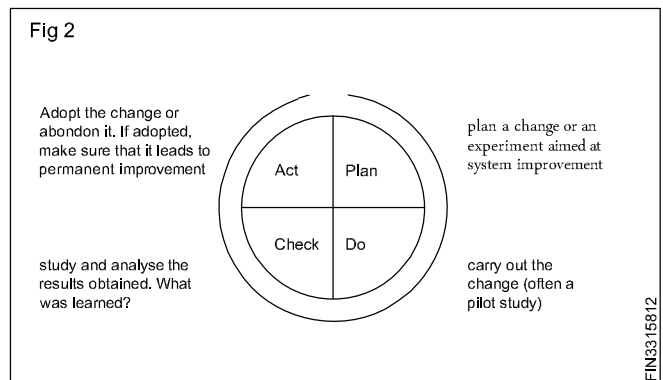 Fig 2
Adopt the change or
abondon it. If adopted,
make sure that it leads to
permanent improvement
plan a change or an
experiment aimed at
system improvement
Act
Plan
Check
Do
study and analyse the
results obtained. What
was learned?
carry out the
change (often a
pilot study)
FIN3315812